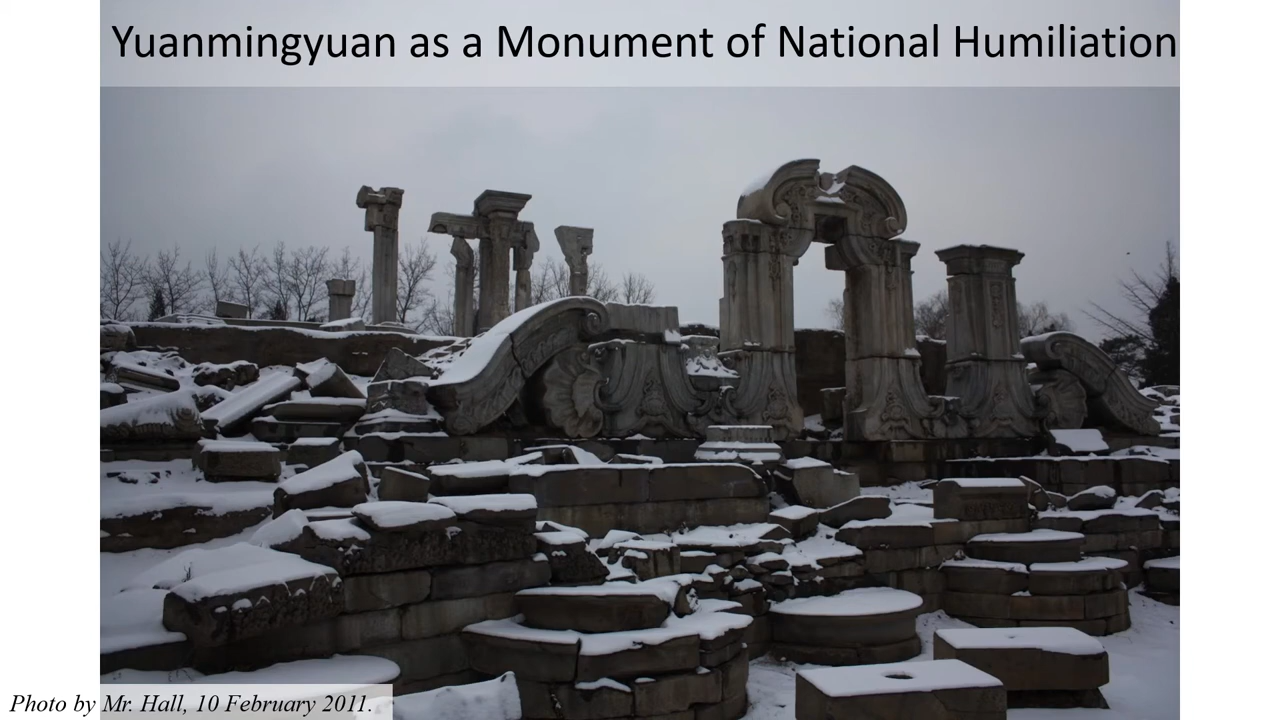 Yuanmingyuan as a Monument of National Humiliation
Photo by Mr. Hall, 10 February 2011.